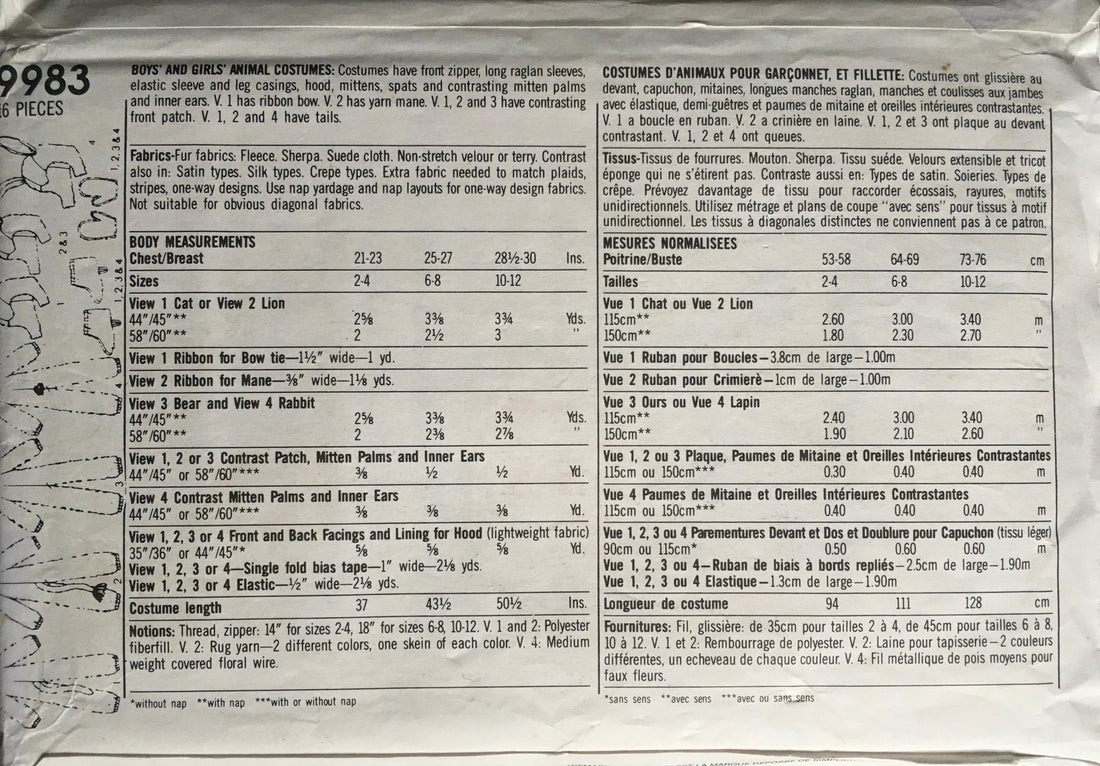 9983
16 PIECES
1, 2, 3 & 4
4
2 & 3
1
1, 2, 3 & 4
4
3
2
BOYS' AND GIRLS' ANIMAL COSTUMES: Costumes have front zipper, long raglan sleeves,
elastic sleeve and leg casings, hood, mittens, spats and contrasting mitten palms
and inner ears. V. 1 has ribbon bow. V. 2 has yarn mane. V. 1, 2 and 3 have contrasting
front patch. V. 1, 2 and 4 have tails.
Fabrics-Fur fabrics: Fleece. Sherpa. Suede cloth. Non-stretch velour or terry. Contrast
also in: Satin types. Silk types. Crepe types. Extra fabric needed to match plaids,
stripes, one-way designs. Use nap yardage and nap layouts for one-way design fabrics.
Not suitable for obvious diagonal fabrics.
BODY MEASUREMENTS
Chest/Breast 21-23 25-27 28½-30 Ins.
Sizes 2-4 6-8 10-12
View 1 Cat or View 2 Lion
44"/45"** 2⅝ 3⅜ 3¾ Yds.
58"/60"** 2 2½ 3 "
View 1 Ribbon for Bow tie—1½" wide—1 yd.
View 2 Ribbon for Mane—⅜" wide—1⅛ yds.
View 3 Bear and View 4 Rabbit
44"/45"** 2⅝ 3⅜ 3¾ Yds.
58"/60"** 2 2⅜ 2⅞ "
View 1, 2 or 3 Contrast Patch, Mitten Palms and Inner Ears
44"/45" or 58"/60"*** ⅜ ½ ½ Yd.
View 4 Contrast Mitten Palms and Inner Ears
44"/45" or 58"/60"*** ⅜ ⅜ ⅜ Yd.
View 1, 2, 3 or 4 Front and Back Facings and Lining for Hood (lightweight fabric)
35"/36" or 44"/45"* ⅝ ⅝ ⅝ Yd.
View 1, 2, 3 or 4—Single fold bias tape—1" wide—2⅛ yds.
View 1, 2, 3 or 4 Elastic—½" wide—2⅛ yds.
Costume length 37 43½ 50½ Ins.
Notions: Thread, zipper: 14" for sizes 2-4, 18" for sizes 6-8, 10-12. V. 1 and 2: Polyester
fiberfill. V. 2: Rug yarn—2 different colors, one skein of each color. V. 4: Medium
weight covered floral wire.
*without nap **with nap ***with or without nap
COSTUMES D'ANIMAUX POUR GARÇONNET, ET FILLETTE: Costumes ont glissière au
devant, capuchon, mitaines, longues manches raglan, manches et coulisses aux jambes
avec élastique, demi-guêtres et paumes de mitaine et oreilles intérieures contrastantes.
V. 1 a boucle en ruban. V. 2 a crinière en laine. V. 1, 2 et 3 ont plaque au devant
contrastant. V. 1, 2 et 4 ont queues.
Tissus-Tissus de fourrures. Mouton. Sherpa. Tissu suéde. Velours extensible et tricot
éponge qui ne s'étirent pas. Contraste aussi en: Types de satin. Soieries. Types de
crêpe. Prévoyez davantage de tissu pour raccorder écossais, rayures, motifs
unidirectionnels. Utilisez métrage et plans de coupe "avec sens" pour tissus à motif
unidirectionnel. Les tissus à diagonales distinctes ne conviennent pas à ce patron.
MESURES NORMALISEES
Poitrine/Buste 53-58 64-69 73-76 cm
Tailles 2-4 6-8 10-12
Vue 1 Chat ou Vue 2 Lion
115cm** 2.60 3.00 3.40 m
150cm** 1.80 2.30 2.70 "
Vue 1 Ruban pour Boucles—3.8cm de large—1.00m
Vue 2 Ruban pour Crimierè—1cm de large—1.00m
Vue 3 Ours ou Vue 4 Lapin
115cm** 2.40 3.00 3.40 m
150cm** 1.90 2.10 2.60 "
Vue 1, 2 ou 3 Plaque, Paumes de Mitaine et Oreilles Intérieures Contrastantes
115cm ou 150cm*** 0.30 0.40 0.40 m
Vue 4 Paumes de Mitaine et Oreilles Intérieures Contrastantes
115cm ou 150cm*** 0.40 0.40 0.40 m
Vue 1, 2, 3 ou 4 Parementures Devant et Dos et Doublure pour Capuchon (tissu léger)
90cm ou 115cm* 0.50 0.60 0.60 m
Vue 1, 2, 3 ou 4—Ruban de biais à bords repliés—2.5cm de large—1.90m
Vue 1, 2, 3 ou 4 Elastique—1.3cm de large—1.90m
Longueur de costume 94 111 128 cm
Fournitures: Fil, glissière: de 35cm pour tailles 2 à 4, de 45cm pour tailles 6 à 8,
10 à 12. V. 1 et 2: Rembourrage de polyester. V. 2: Laine pour tapisserie—2 couleurs
différentes, un echeveau de chaque couleur. V. 4: Fil métallique de pois moyens pour
faux fleurs.
*sans sens **avec sens ***avec ou sans sens
LA MARQUE DEPOSEE DE